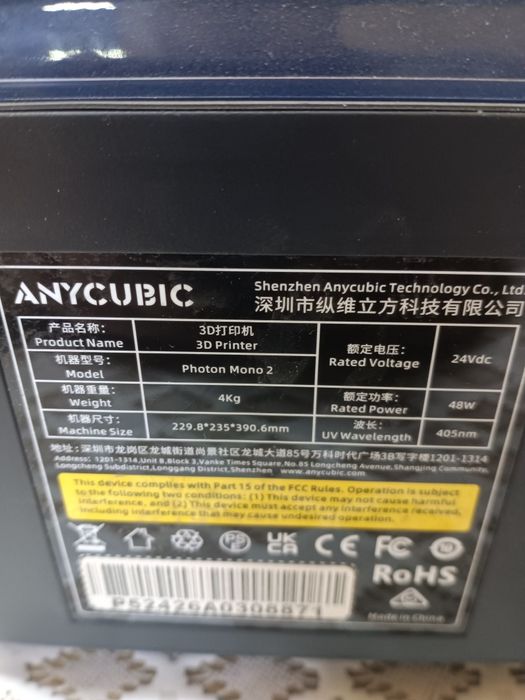 ANYCUBIC
Shenzhen Anycubic Technology Co., Ltd.
深圳市纵维立方科技有限公司
产品名称: 3D打印机
Product Name 3D Printer
机器型号: Photon Mono 2
Model
机器重量: 4Kg
Weight
机器尺寸: 229.8*235*390.6mm
Machine Size
额定电压: 24Vdc
Rated Voltage
额定功率: 48W
Rated Power
波长: 405nm
UV Wavelength
地址: 深圳市龙岗区龙城街道尚景社区龙城大道85号万科时代广场3B写字楼1201-1314
Address: 1201-1314,Unit B,Block 3,Vanke Times Square,No.85 Longcheng Avenue,Shangjing Community,
Longcheng Subdistrict,Longgang District,Shenzhen www.anycubic.com
This device complies with Part 15 of the FCC Rules. Operation is subject
to the following two conditions: (1) This device may not cause harmful
interference, and (2) This device must accept any interference received,
including interference that may cause undesired operation.
UK
CA CE FC
RoHS
P52426A0308871
Made in China